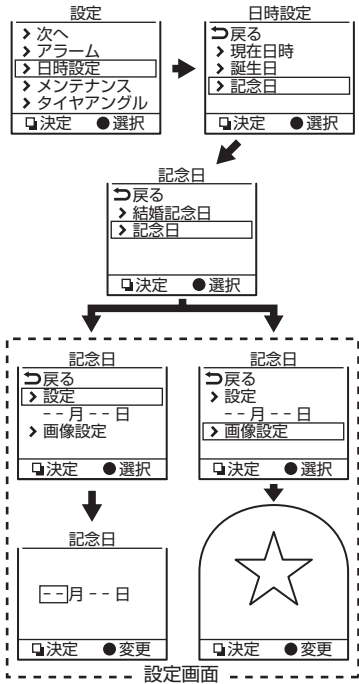 設定
次へ
アラーム
日時設定
メンテナンス
タイヤアングル
決定 ●選択
日時設定
戻る
現在日時
誕生日
記念日
決定 ●選択
記念日
戻る
結婚記念日
記念日
決定 ●選択
記念日
戻る
設定
--月--日
画像設定
決定 ●選択
記念日
戻る
設定
--月--日
画像設定
決定 ●選択
記念日
--月--日
決定 ●変更
決定 ●変更
設定画面